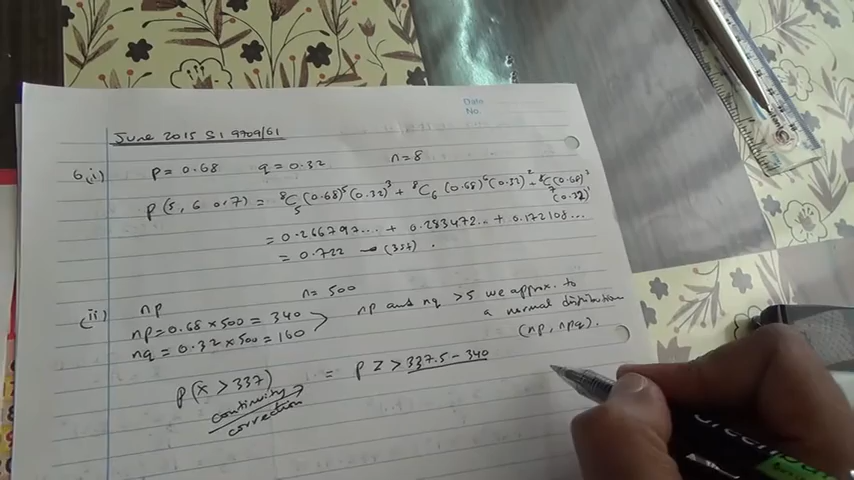 Date
No.
June 2015 S1 9709/61
6(i) p = 0.68 q = 0.32 n = 8
p(5, 6 or 7) = ⁸C₅ (0.68)⁵ (0.32)³ + ⁸C₆ (0.68)⁶ (0.32)² + ⁸C₇ (0.68)⁷ (0.32)¹
= 0.266797... + 0.283472... + 0.172108...
= 0.722 → (3sf).
(ii) np n = 500
np = 0.68 × 500 = 340
nq = 0.32 × 500 = 160
np and nq > 5 we approx. to
a normal distribution
(np, npq).
p(X > 337) = p Z > 337.5 - 340
continuity
correction